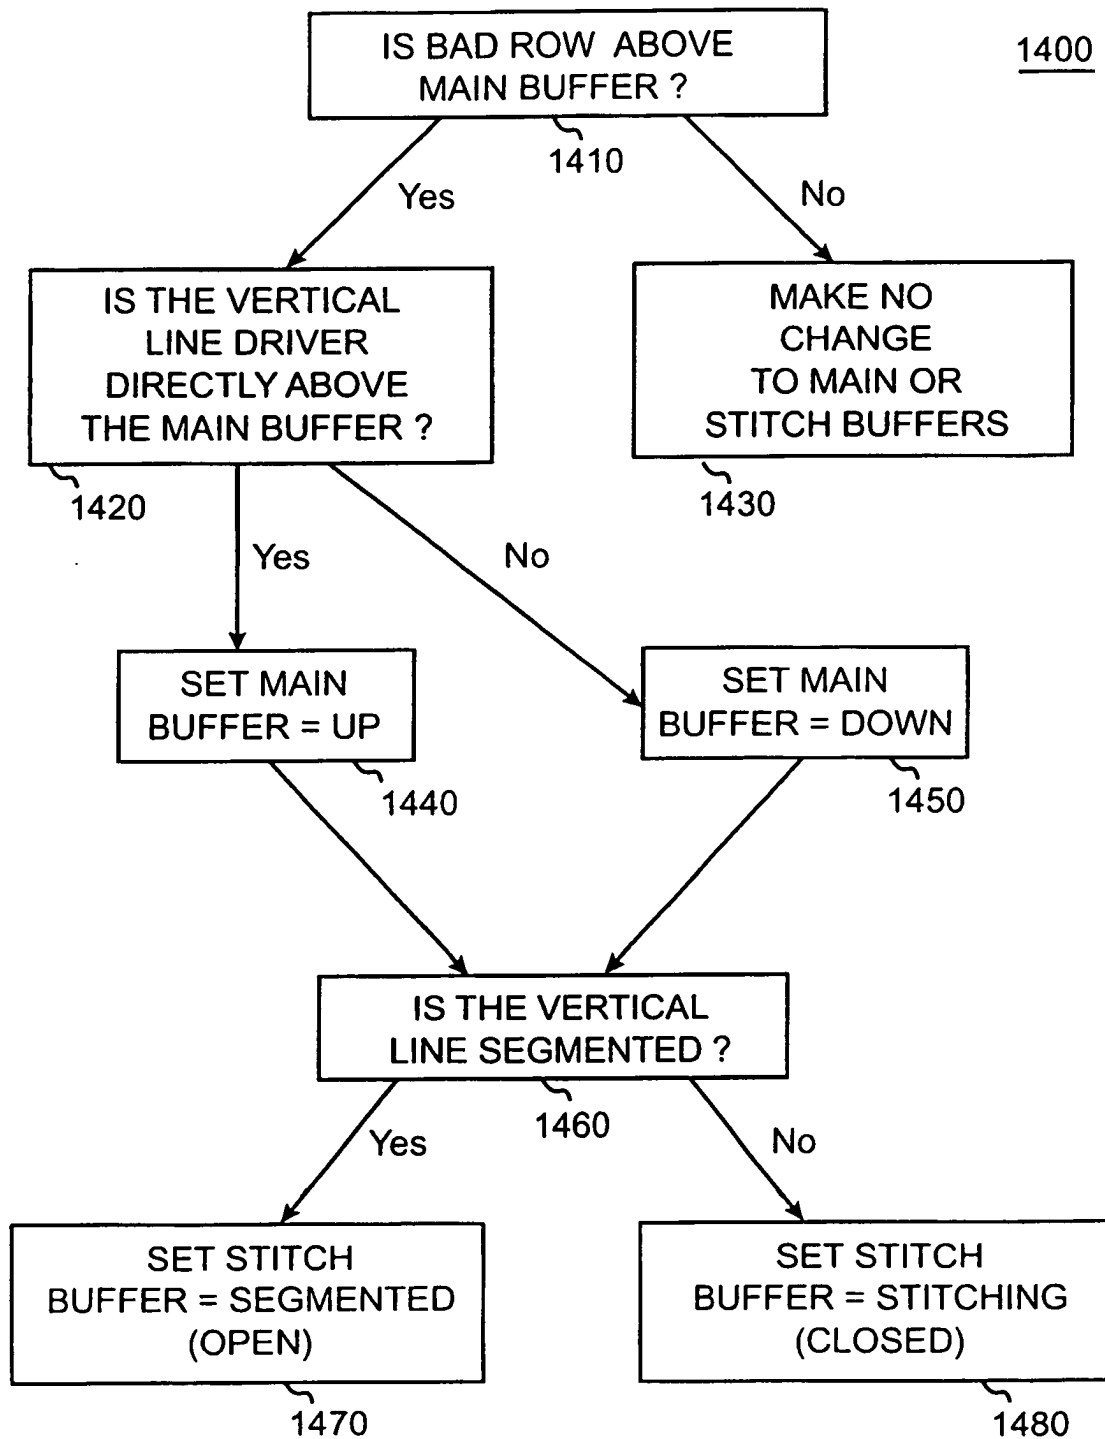 IS BAD ROW ABOVE
MAIN BUFFER ?
1400
1410
Yes
No
IS THE VERTICAL
LINE DRIVER
DIRECTLY ABOVE
THE MAIN BUFFER ?
MAKE NO
CHANGE
TO MAIN OR
STITCH BUFFERS
1420
1430
Yes
No
SET MAIN
BUFFER = UP
SET MAIN
BUFFER = DOWN
1440
1450
IS THE VERTICAL
LINE SEGMENTED ?
1460
Yes
No
SET STITCH
BUFFER = SEGMENTED
(OPEN)
SET STITCH
BUFFER = STITCHING
(CLOSED)
1470
1480